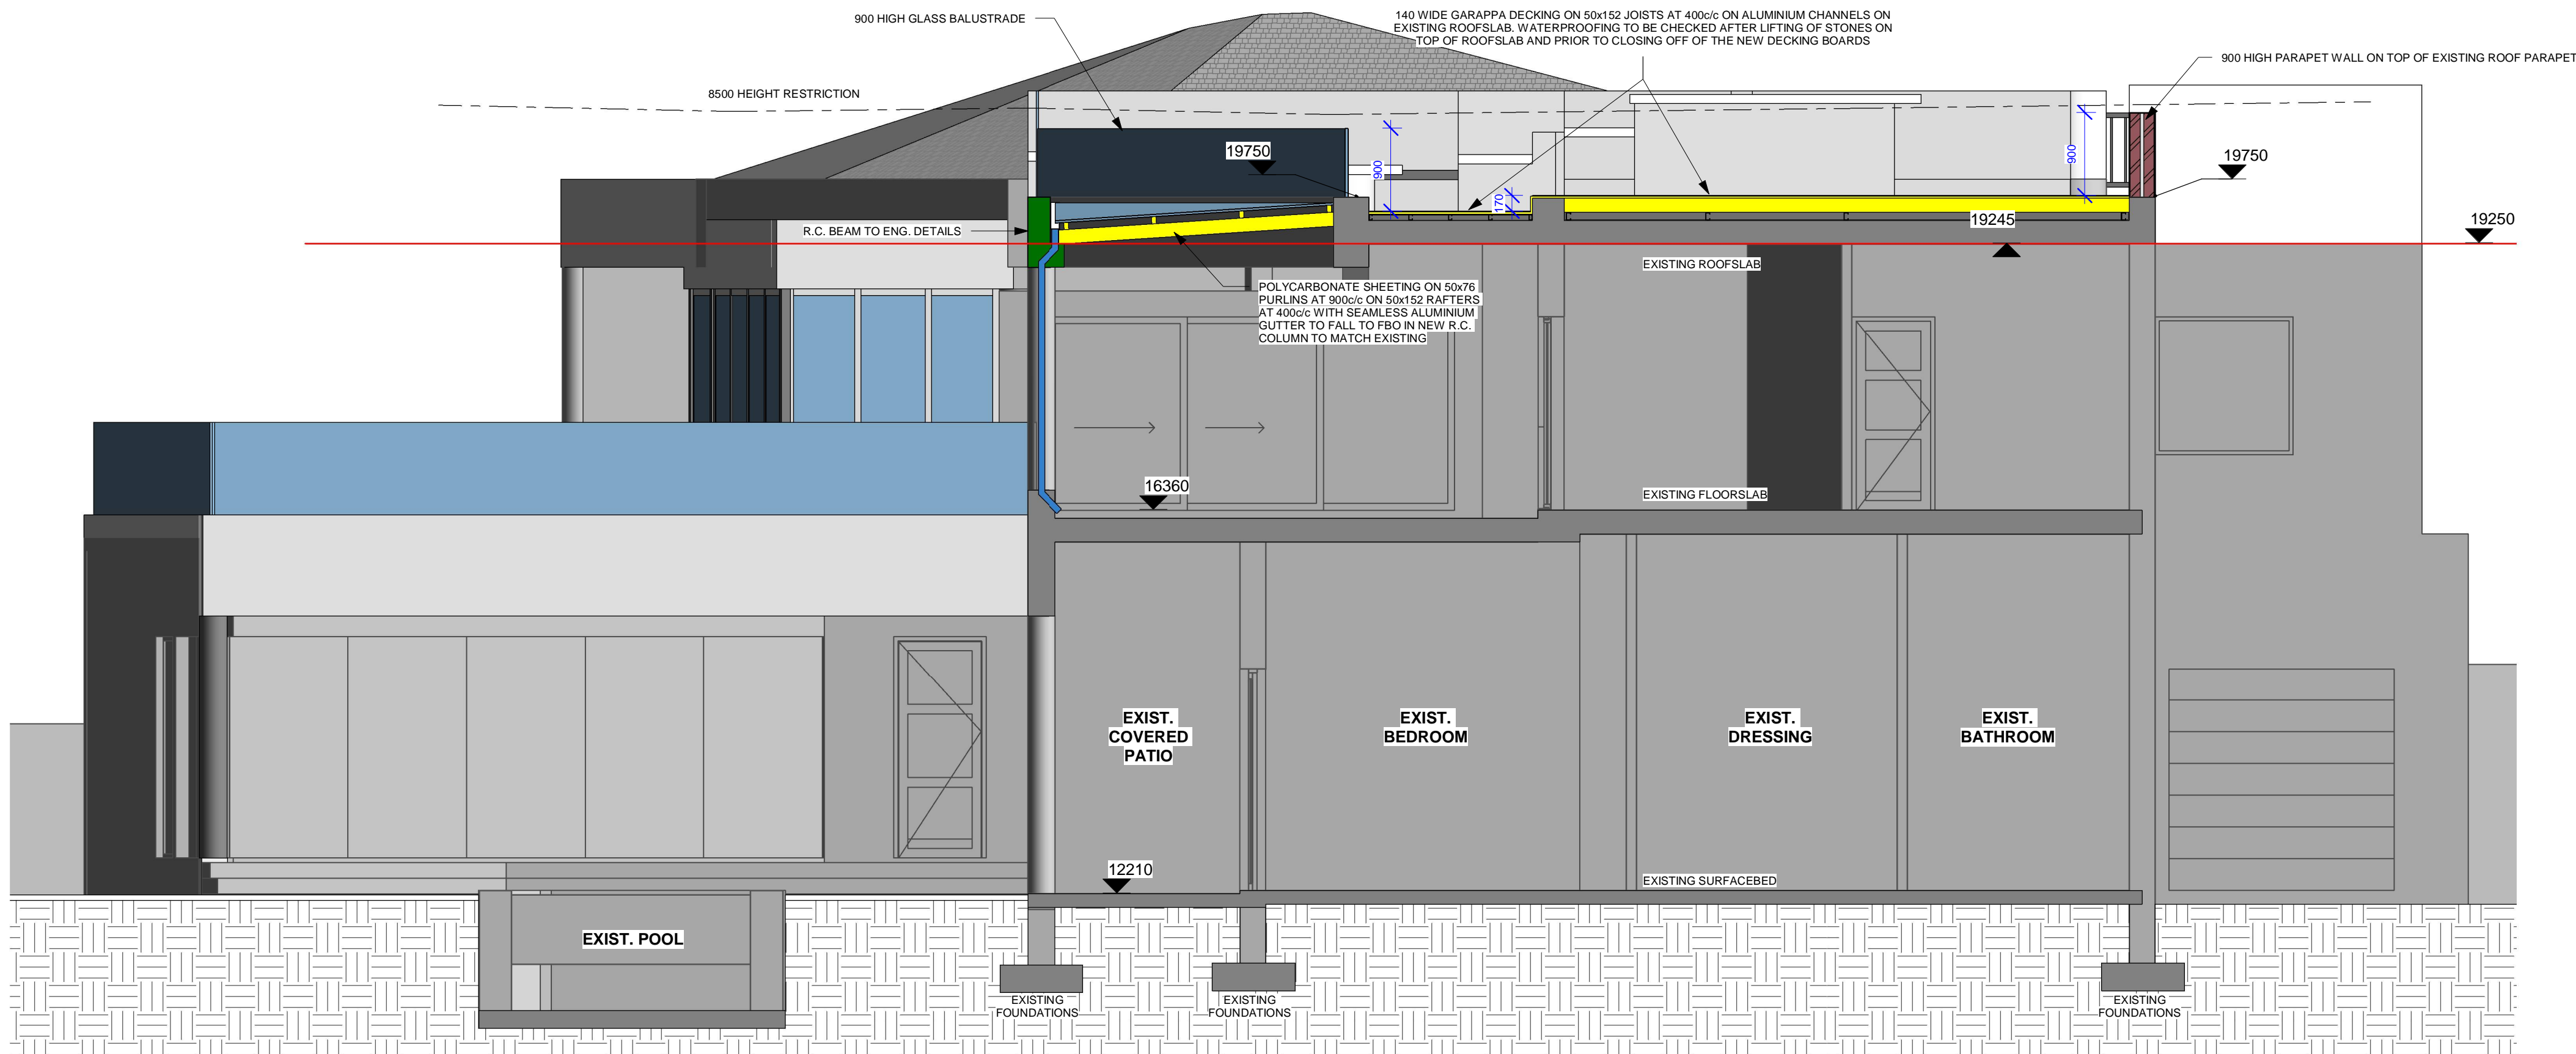 900 HIGH GLASS BALUSTRADE
140 WIDE GARAPPA DECKING ON 50x152 JOISTS AT 400c/c ON ALUMINIUM CHANNELS ON
EXISTING ROOFSLAB. WATERPROOFING TO BE CHECKED AFTER LIFTING OF STONES ON
TOP OF ROOFSLAB AND PRIOR TO CLOSING OFF OF THE NEW DECKING BOARDS
900 HIGH PARAPET WALL ON TOP OF EXISTING ROOF PARAPET
8500 HEIGHT RESTRICTION
19750
900
170
900
19750
R.C. BEAM TO ENG. DETAILS
19245
19250
EXISTING ROOFSLAB
POLYCARBONATE SHEETING ON 50x76
PURLINS AT 900c/c ON 50x152 RAFTERS
AT 400c/c WITH SEAMLESS ALUMINIUM
GUTTER TO FALL TO FBO IN NEW R.C.
COLUMN TO MATCH EXISTING
16360
EXISTING FLOORSLAB
EXIST.
COVERED
PATIO
EXIST.
BEDROOM
EXIST.
DRESSING
EXIST.
BATHROOM
12210
EXISTING SURFACEBED
EXIST. POOL
EXISTING
FOUNDATIONS
EXISTING
FOUNDATIONS
EXISTING
FOUNDATIONS